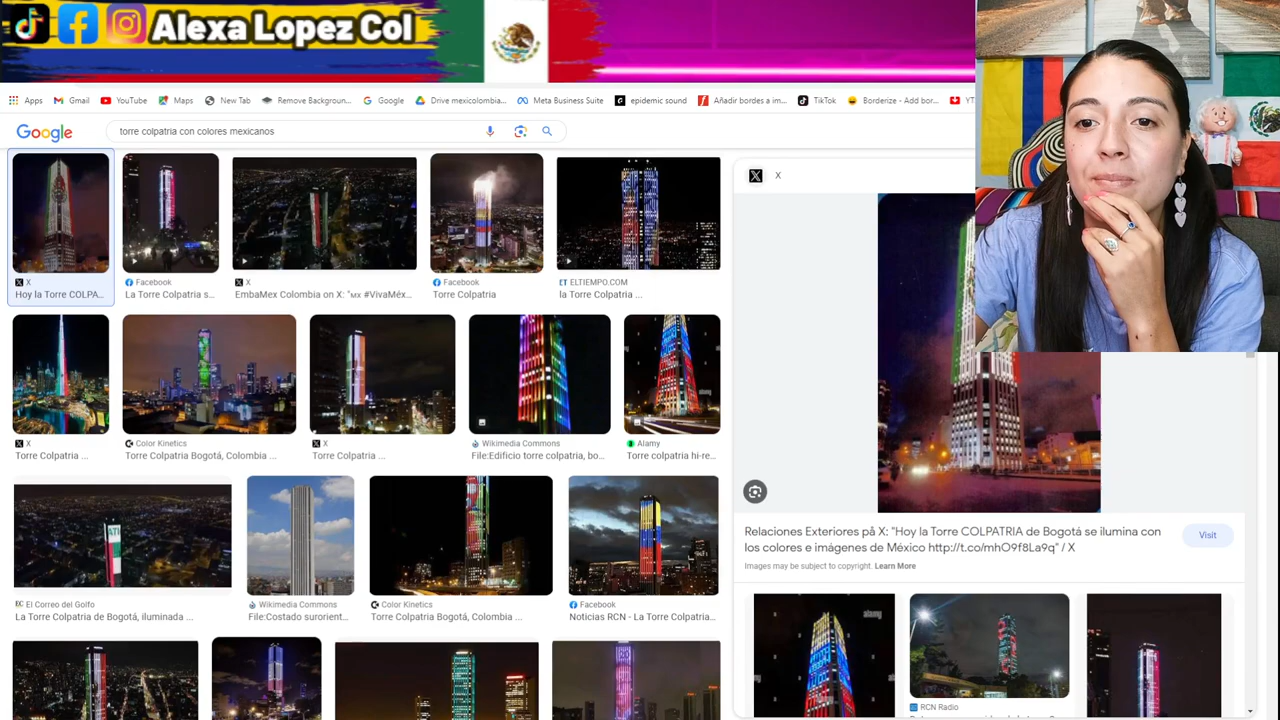 Alexa Lopez Col
Apps
Gmail
YouTube
Maps
New Tab
Remove Backgroun...
Google
Drive mexicolombia...
Meta Business Suite
epidemic sound
Añadir bordes a im...
TikTok
Borderize - Add bor...
YT
Google
torre colpatria con colores mexicanos
X
X
Hoy la Torre COLPA...
Facebook
La Torre Colpatria s...
X
EmbaMex Colombia on X: "ᴍx #VivaMéx...
Facebook
Torre Colpatria
ET ELTIEMPO.COM
la Torre Colpatria ...
X
Torre Colpatria ...
Color Kinetics
Torre Colpatria Bogotá, Colombia ...
X
Torre Colpatria ...
Wikimedia Commons
File:Edificio torre colpatria, bo...
alamy
Alamy
Torre colpatria hi-re...
El Correo del Golfo
La Torre Colpatria de Bogotá, iluminada ...
Wikimedia Commons
File:Costado surorient...
Color Kinetics
Torre Colpatria Bogotá, Colombia ...
Facebook
Noticias RCN - La Torre Colpatria...
Relaciones Exteriores på X: "Hoy la Torre COLPATRIA de Bogotá se ilumina con
los colores e imágenes de México http://t.co/mhO9f8La9q" / X
Visit
Images may be subject to copyright. Learn More
alamy
RCN Radio